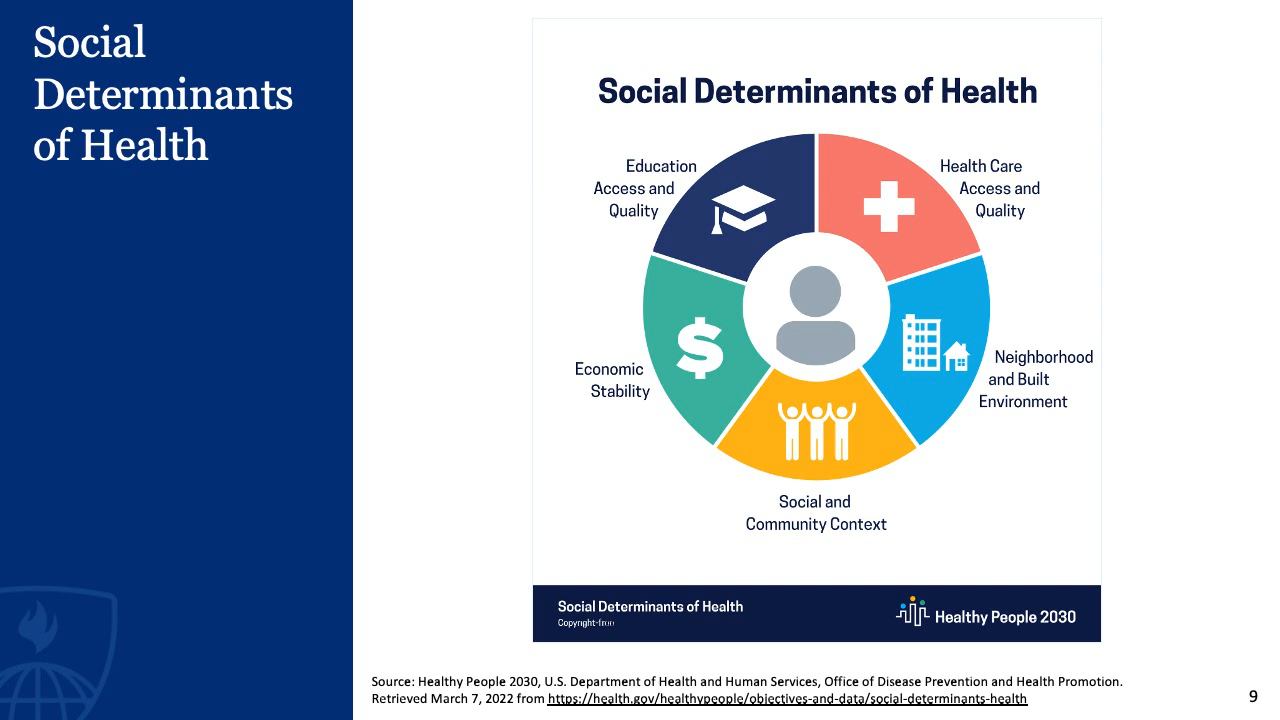 Social
Determinants
of Health
Social Determinants of Health
Education
Access and
Quality
Health Care
Access and
Quality
Economic
Stability
Neighborhood
and Built
Environment
Social and
Community Context
Social Determinants of Health
Copyright-free
Healthy People 2030
Source: Healthy People 2030, U.S. Department of Health and Human Services, Office of Disease Prevention and Health Promotion.
Retrieved March 7, 2022 from https://health.gov/healthypeople/objectives-and-data/social-determinants-health
9